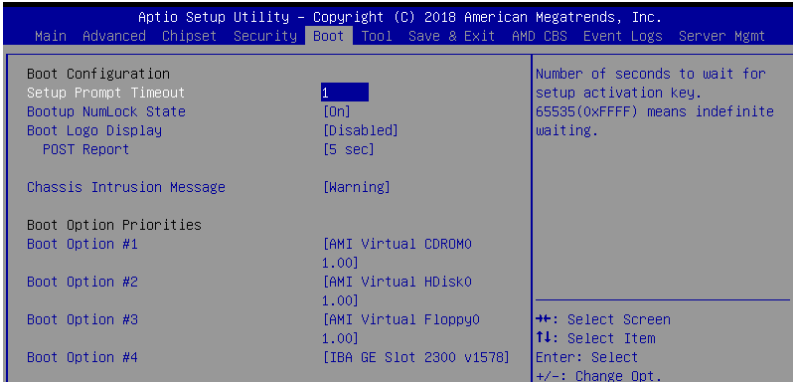 Aptio Setup Utility – Copyright (C) 2018 American Megatrends, Inc.
Main Advanced Chipset Security Boot Tool Save & Exit AMD CBS Event Logs Server Mgmt
Boot Configuration
Setup Prompt Timeout 1
Bootup NumLock State [On]
Boot Logo Display [Disabled]
POST Report [5 sec]
Chassis Intrusion Message [Warning]
Boot Option Priorities
Boot Option #1 [AMI Virtual CDROM0
1.00]
Boot Option #2 [AMI Virtual HDisk0
1.00]
Boot Option #3 [AMI Virtual Floppy0
1.00]
Boot Option #4 [IBA GE Slot 2300 v1578]
Number of seconds to wait for
setup activation key.
65535(0xFFFF) means indefinite
waiting.
→←: Select Screen
↑↓: Select Item
Enter: Select
+/-: Change Opt.